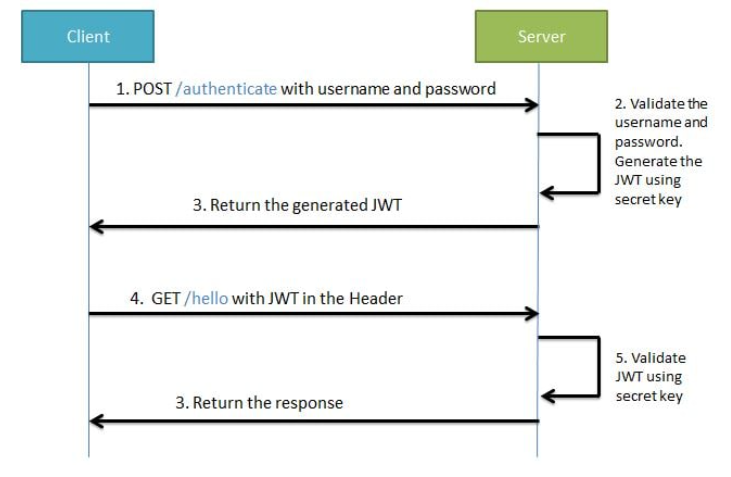 Client
Server
1. POST /authenticate with username and password
2. Validate the
username and
password.
Generate the
JWT using
secret key
3. Return the generated JWT
4. GET /hello with JWT in the Header
5. Validate
JWT using
secret key
3. Return the response